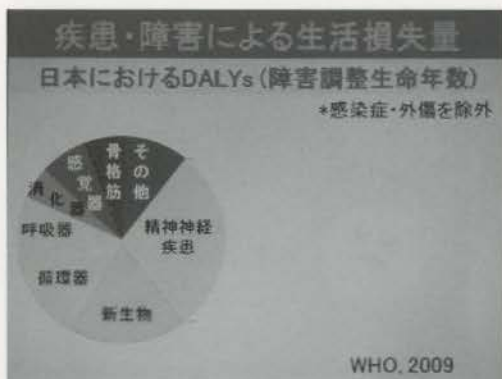 疾患・障害による生活損失量
日本におけるDALYs(障害調整生命年数)
*感染症・外傷を除外
その他
骨格筋
感覚器
消化器
呼吸器
循環器
新生物
精神神経
疾患
WHO, 2009